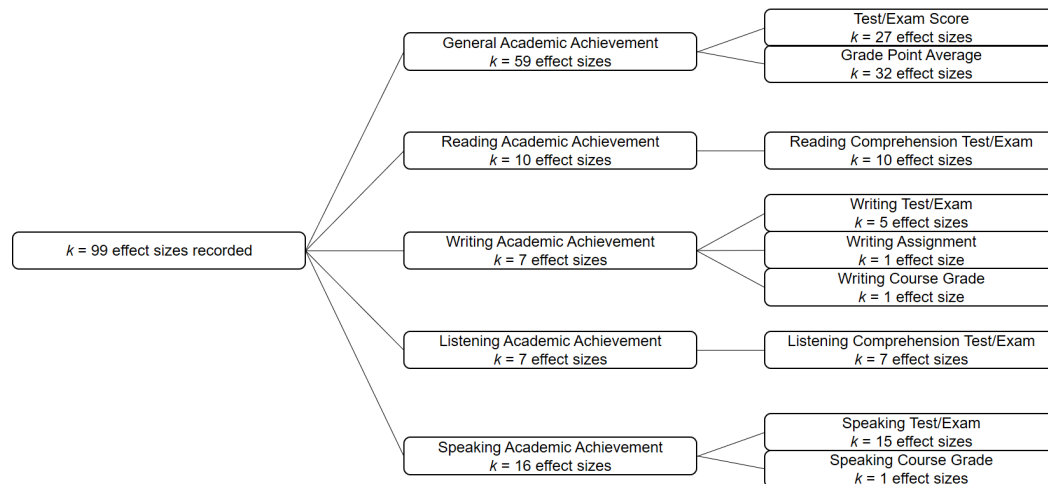 k = 99 effect sizes recorded
General Academic Achievement
k = 59 effect sizes
Test/Exam Score
k = 27 effect sizes
Grade Point Average
k = 32 effect sizes
Reading Academic Achievement
k = 10 effect sizes
Reading Comprehension Test/Exam
k = 10 effect sizes
Writing Academic Achievement
k = 7 effect sizes
Writing Test/Exam
k = 5 effect sizes
Writing Assignment
k = 1 effect size
Writing Course Grade
k = 1 effect size
Listening Academic Achievement
k = 7 effect sizes
Listening Comprehension Test/Exam
k = 7 effect sizes
Speaking Academic Achievement
k = 16 effect sizes
Speaking Test/Exam
k = 15 effect sizes
Speaking Course Grade
k = 1 effect sizes